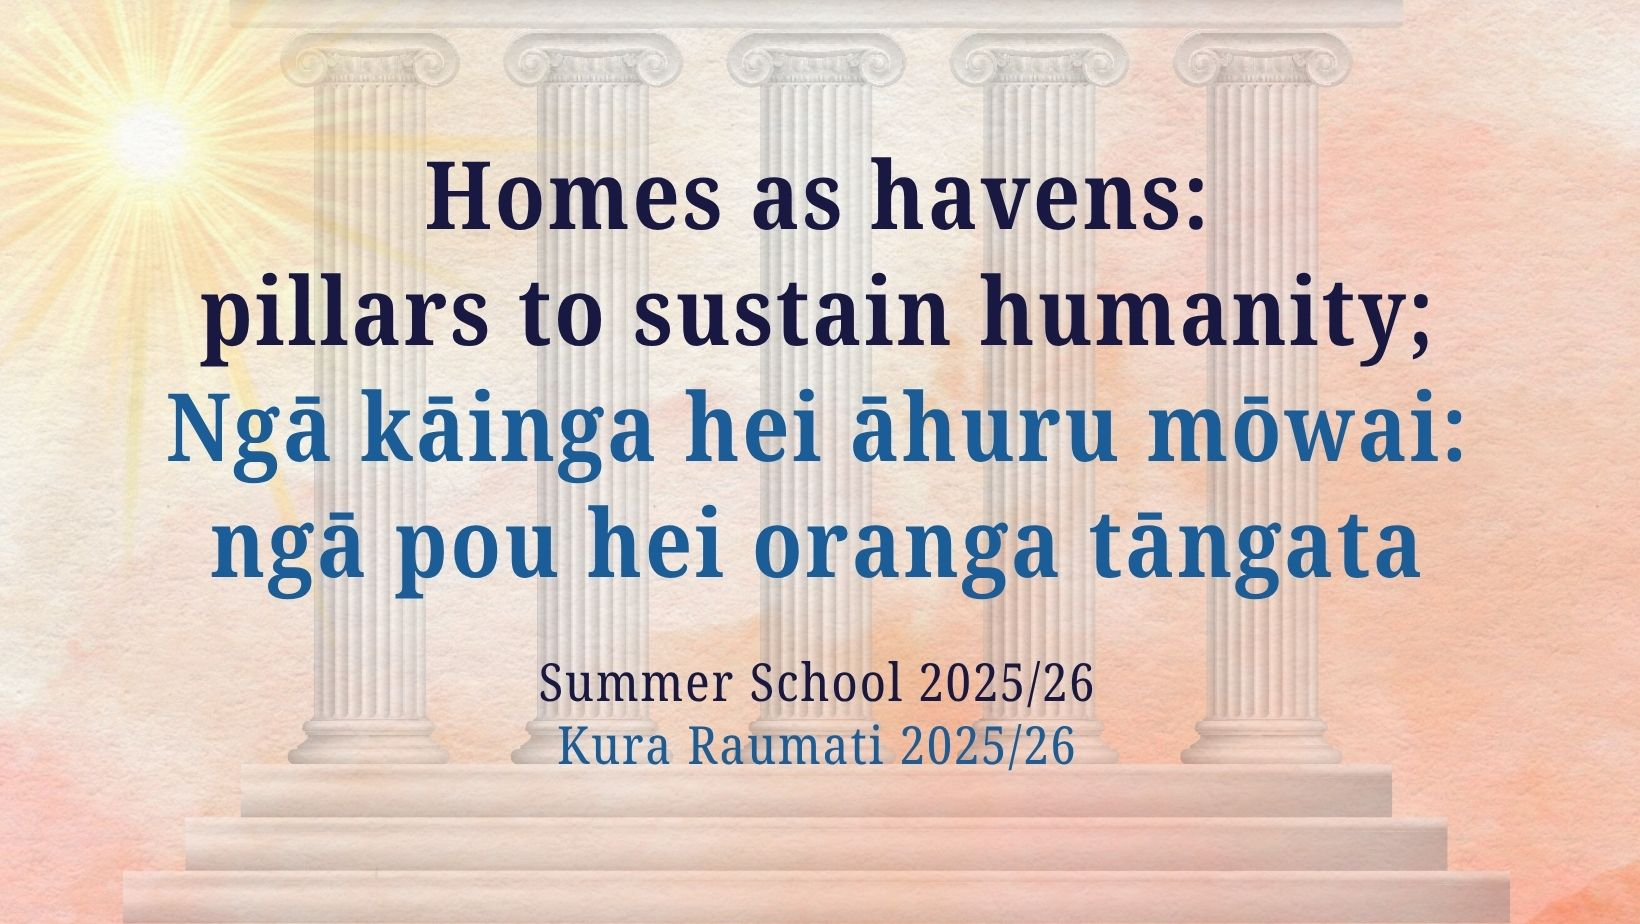 Homes as havens:
pillars to sustain humanity;
Ngā kāinga hei āhuru mōwai:
ngā pou hei oranga tāngata
Summer School 2025/26
Kura Raumati 2025/26